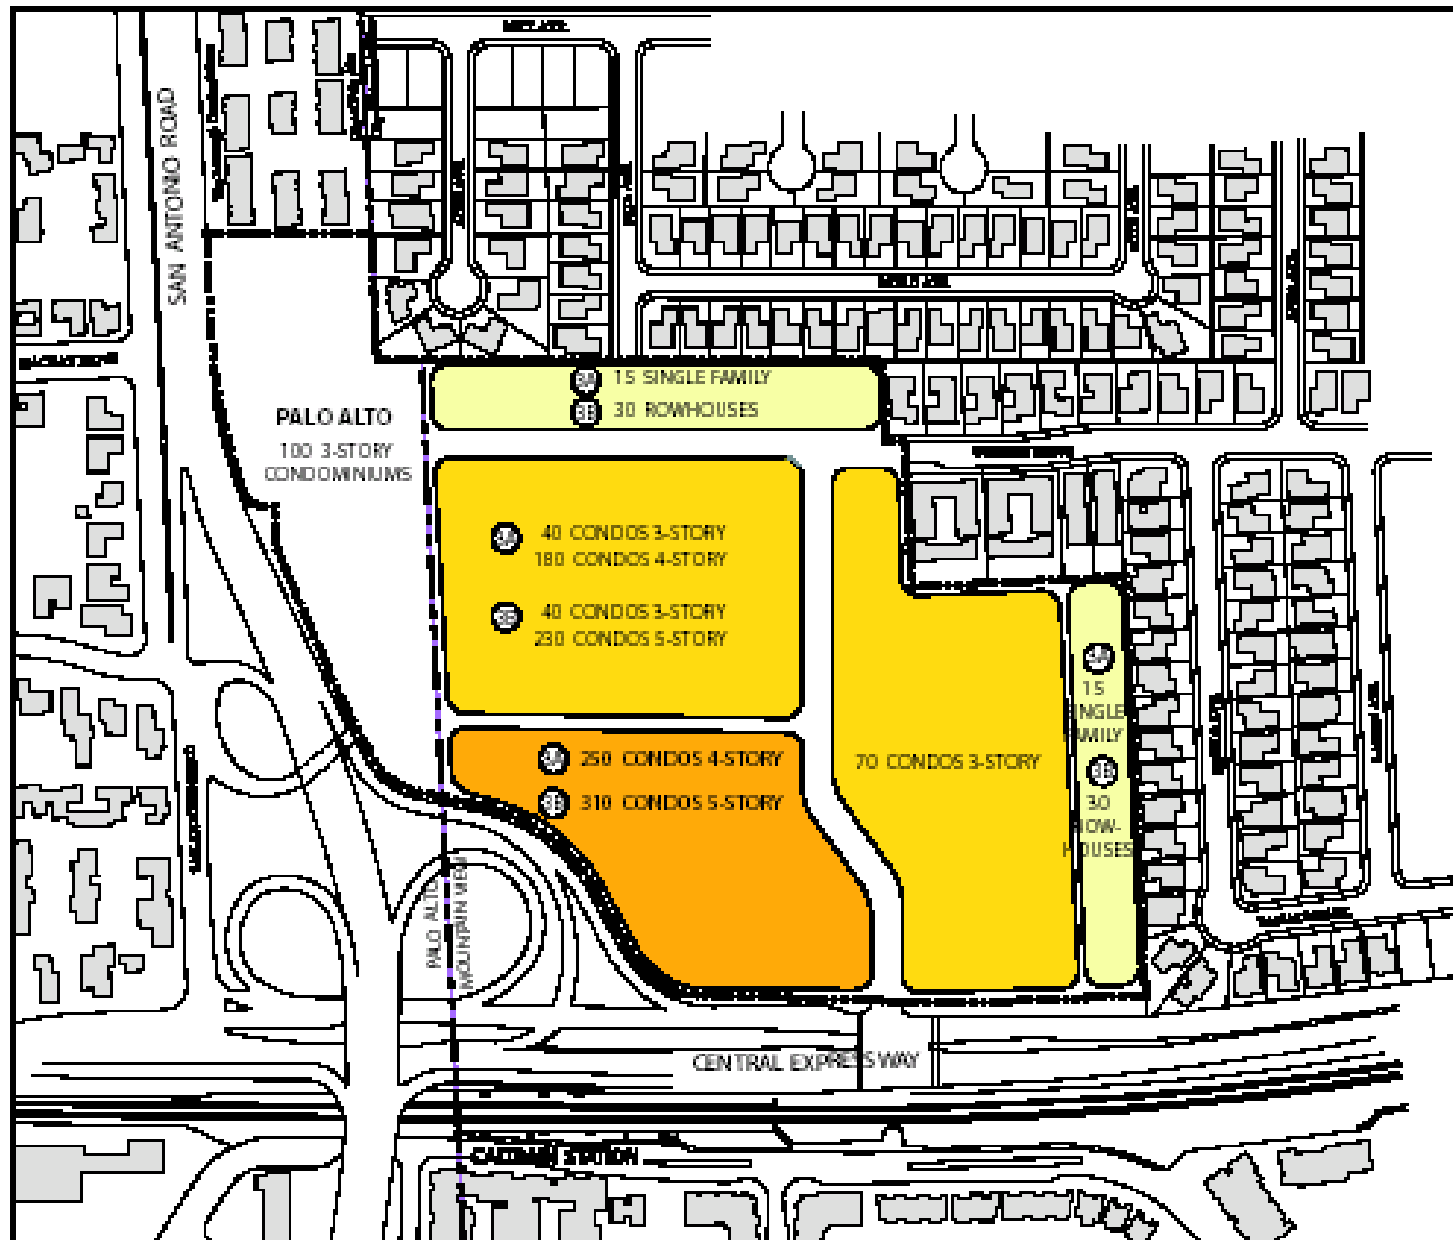 SAN ANTONIO ROAD
3A 15 SINGLE FAMILY
3B 30 ROWHOUSES
PALO ALTO
100 3-STORY
CONDOMINIUMS
3A 40 CONDOS 3-STORY
180 CONDOS 4-STORY
3B 40 CONDOS 3-STORY
230 CONDOS 5-STORY
3A 250 CONDOS 4-STORY
3B 310 CONDOS 5-STORY
70 CONDOS 3-STORY
3A
15
SINGLE
FAMILY
3B
30
ROW-
HOUSES
PALO ALTO
MOUNTAIN VIEW
CENTRAL EXPRESSWAY
CALTRAIN STATION